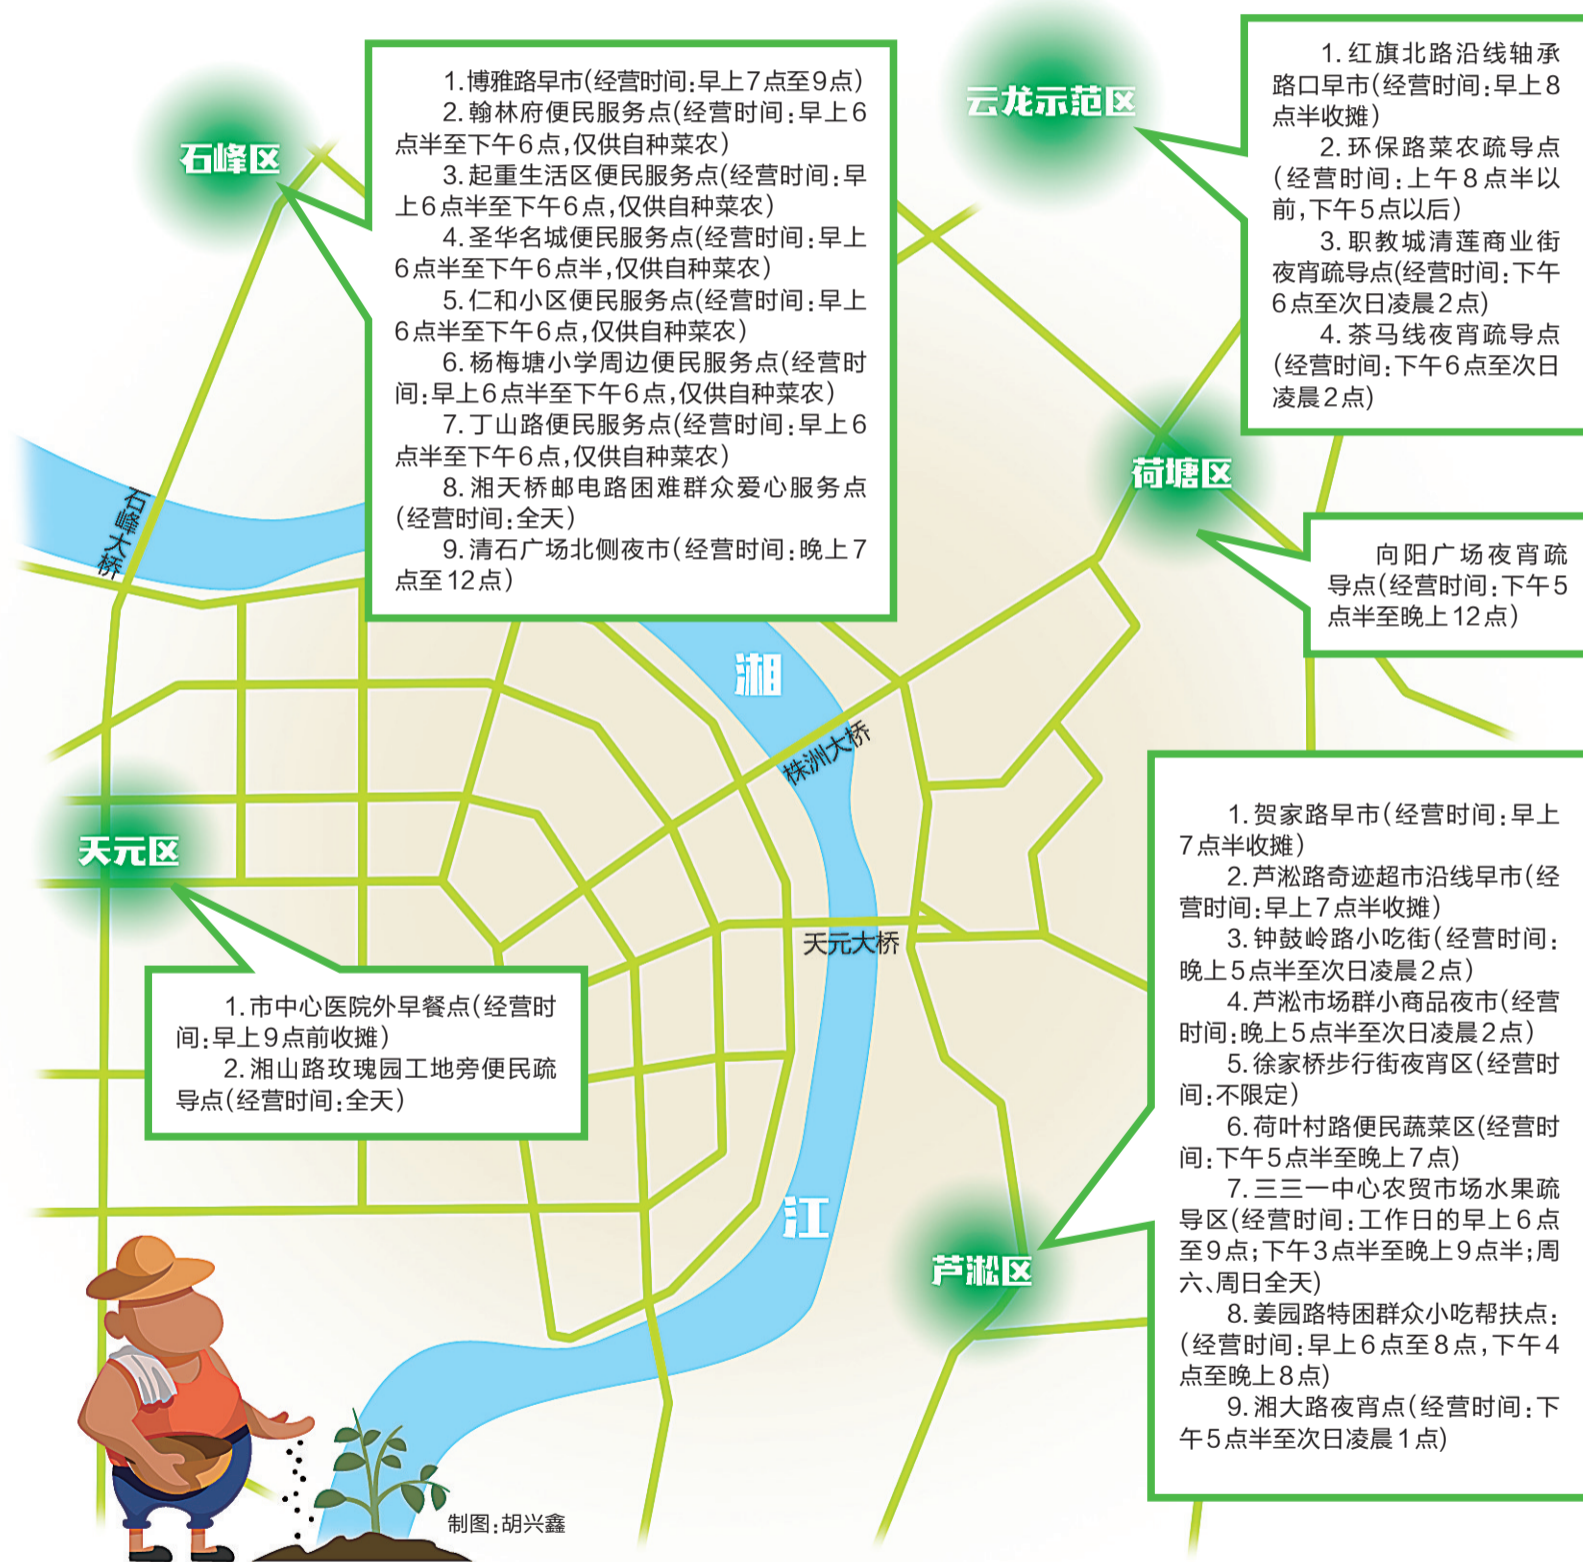 石峰区
1.博雅路早市(经营时间:早上7点至9点)
2.翰林府便民服务点(经营时间:早上6
点半至下午6点,仅供自种菜农)
3.起重生活区便民服务点(经营时间:早
上6点半至下午6点,仅供自种菜农)
4.圣华名城便民服务点(经营时间:早上
6点半至下午6点半,仅供自种菜农)
5.仁和小区便民服务点(经营时间:早上
6点半至下午6点,仅供自种菜农)
6.杨梅塘小学周边便民服务点(经营时
间:早上6点半至下午6点,仅供自种菜农)
7.丁山路便民服务点(经营时间:早上6
点半至下午6点,仅供自种菜农)
8.湘天桥邮电路困难群众爱心服务点
(经营时间:全天)
9.清石广场北侧夜市(经营时间:晚上7
点至12点)
云龙示范区
1.红旗北路沿线轴承
路口早市(经营时间:早上8
点半收摊)
2.环保路菜农疏导点
(经营时间:上午8点半以
前,下午5点以后)
3.职教城清莲商业街
夜宵疏导点(经营时间:下午
6点至次日凌晨2点)
4.茶马线夜宵疏导点
(经营时间:下午6点至次日
凌晨2点)
荷塘区
向阳广场夜宵疏
导点(经营时间:下午5
点半至晚上12点)
石峰大桥
湘
株洲大桥
天元区
天元大桥
1.市中心医院外早餐点(经营时
间:早上9点前收摊)
2.湘山路玫瑰园工地旁便民疏
导点(经营时间:全天)
江
芦淞区
1.贺家路早市(经营时间:早上
7点半收摊)
2.芦淞路奇迹超市沿线早市(经
营时间:早上7点半收摊)
3.钟鼓岭路小吃街(经营时间:
晚上5点半至次日凌晨2点)
4.芦淞市场群小商品夜市(经营
时间:晚上5点半至次日凌晨2点)
5.徐家桥步行街夜宵区(经营时
间:不限定)
6.荷叶村路便民蔬菜区(经营时
间:下午5点半至晚上7点)
7.三三一中心农贸市场水果疏
导区(经营时间:工作日的早上6点
至9点;下午3点半至晚上9点半;周
六、周日全天)
8.姜园路特困群众小吃帮扶点:
(经营时间:早上6点至8点,下午4
点至晚上8点)
9.湘大路夜宵点(经营时间:下
午5点半至次日凌晨1点)
制图:胡兴鑫